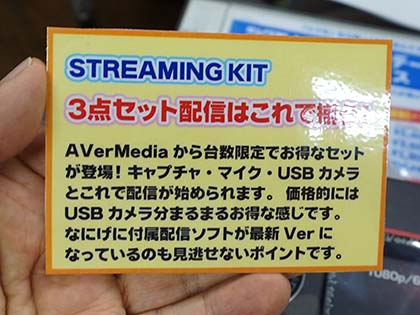 STREAMING KIT
3点セット配信はこれで揃
AVerMedia から台数限定でお得なセット
が登場！キャプチャ・マイク・USB カメラ
とこれで配信が始められます。価格的には
USB カメラ分まるまるお得な感じです。
なにげに付属配信ソフトが最新 Ver に
なっているのも見逃せないポイントです。
1080p/6